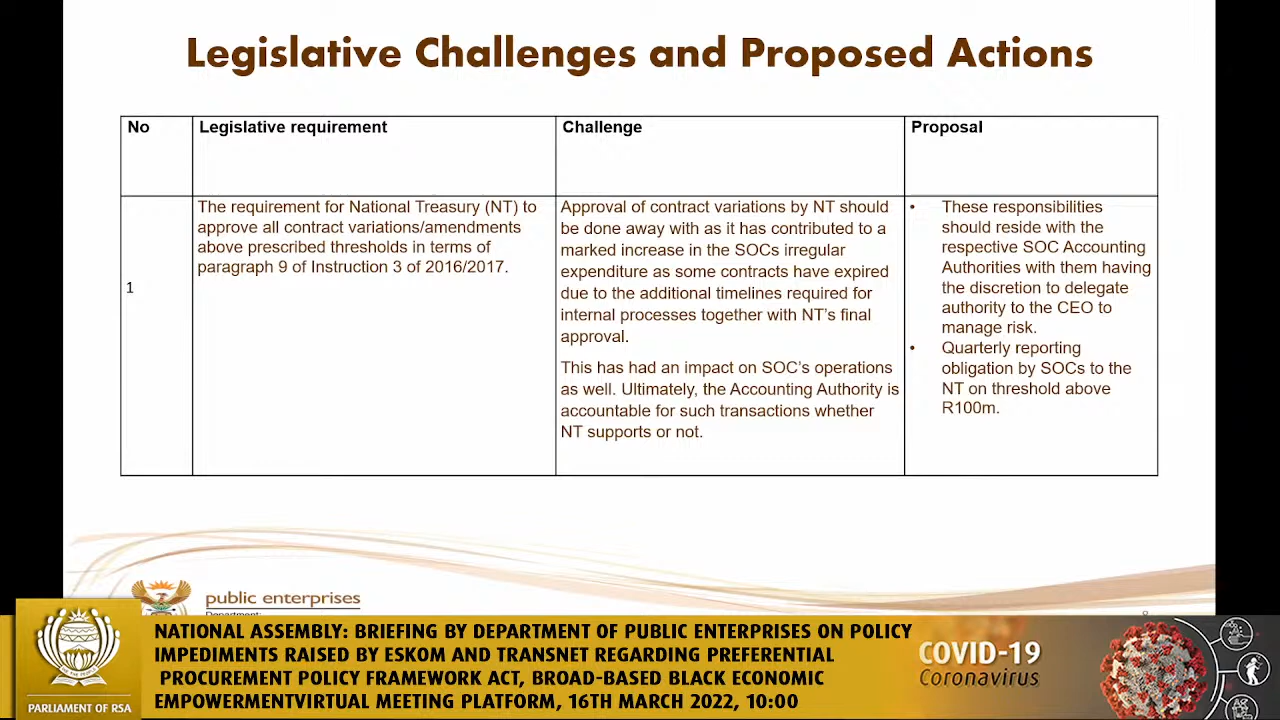 Legislative Challenges and Proposed Actions
No
Legislative requirement
Challenge
Proposal
1
The requirement for National Treasury (NT) to
approve all contract variations/amendments
above prescribed thresholds in terms of
paragraph 9 of Instruction 3 of 2016/2017.
Approval of contract variations by NT should
be done away with as it has contributed to a
marked increase in the SOCs irregular
expenditure as some contracts have expired
due to the additional timelines required for
internal processes together with NT's final
approval.
This has had an impact on SOC's operations
as well. Ultimately, the Accounting Authority is
accountable for such transactions whether
NT supports or not.
• These responsibilities
should reside with the
respective SOC Accounting
Authorities with them having
the discretion to delegate
authority to the CEO to
manage risk.
• Quarterly reporting
obligation by SOCs to the
NT on threshold above
R100m.
public enterprises
PARLIAMENT OF RSA
NATIONAL ASSEMBLY: BRIEFING BY DEPARTMENT OF PUBLIC ENTERPRISES ON POLICY
IMPEDIMENTS RAISED BY ESKOM AND TRANSNET REGARDING PREFERENTIAL
PROCUREMENT POLICY FRAMEWORK ACT, BROAD-BASED BLACK ECONOMIC
EMPOWERMENTVIRTUAL MEETING PLATFORM, 16TH MARCH 2022, 10:00
COVID-19
Coronavirus